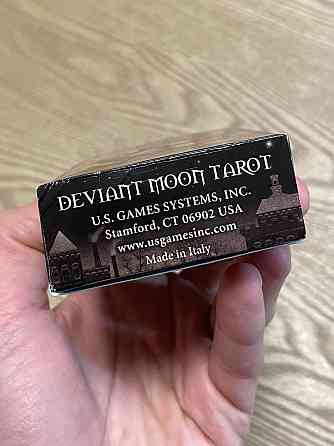 DEVIANT MOON TAROT
U.S. GAMES SYSTEMS, INC.
Stamford, CT 06902 USA
www.usgamesinc.com
Made in Italy